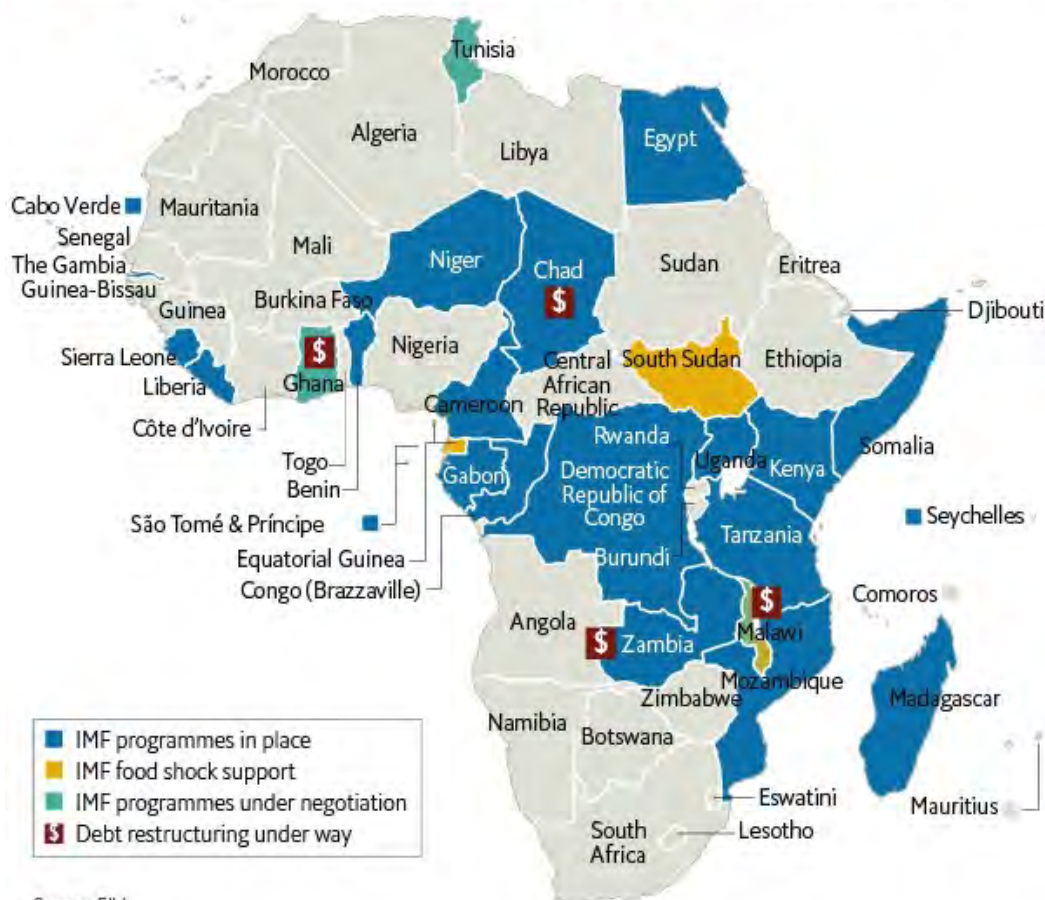 Tunisia
Morocco
Algeria
Libya
Egypt
Cabo Verde
Mauritania
Senegal
Mali
Niger
Chad
Sudan
Eritrea
The Gambia
Guinea-Bissau
$
Djibouti
Guinea
Burkina Faso
Nigeria
Sierra Leone
$
Ghana
Central
African
Republic
South Sudan
Ethiopia
Liberia
Cameroon
Côte d'Ivoire
Rwanda
Uganda
Kenya
Somalia
Togo
Benin
Gabon
Democratic
Republic of
Congo
São Tomé & Príncipe
Tanzania
Seychelles
Equatorial Guinea
Burundi
Congo (Brazzaville)
Comoros
$
Angola
$
Zambia
Malawi
Mozambique
Zimbabwe
Madagascar
Namibia
Botswana
IMF programmes in place
IMF food shock support
IMF programmes under negotiation
$ Debt restructuring under way
Eswatini
Mauritius
South
Africa
Lesotho